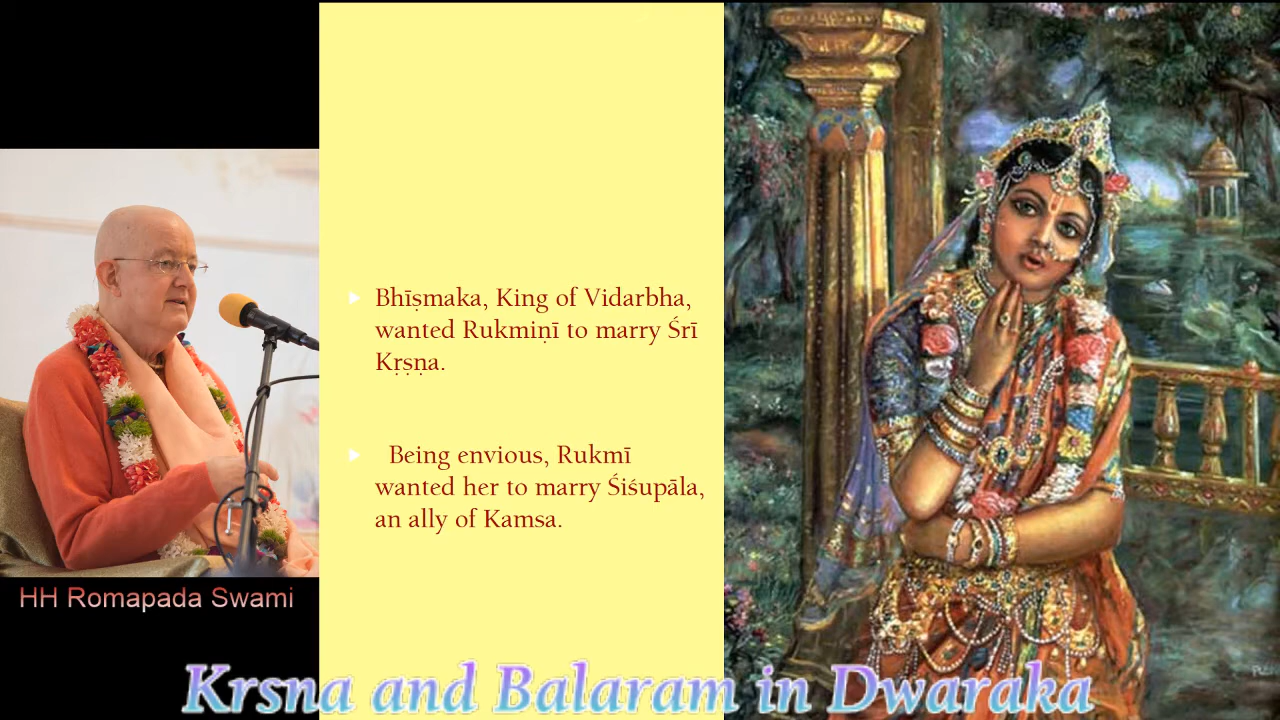 Bhīṣmaka, King of Vidarbha,
wanted Rukmiṇī to marry Śrī
Kṛṣṇa.
Being envious, Rukmī
wanted her to marry Śiśupāla,
an ally of Kamsa.
HH Romapada Swami
Krsna and Balaram in Dwaraka